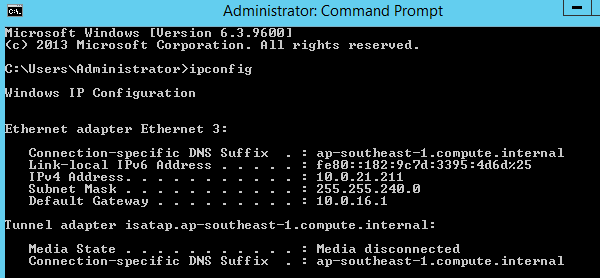 Administrator: Command Prompt
Microsoft Windows [Version 6.3.9600]
(c) 2013 Microsoft Corporation. All rights reserved.
C:\Users\Administrator>ipconfig
Windows IP Configuration
Ethernet adapter Ethernet 3:
Connection-specific DNS Suffix  . : ap-southeast-1.compute.internal
Link-local IPv6 Address . . . . . : fe80::182:9c7d:3395:4d6d%25
IPv4 Address. . . . . . . . . . . : 10.0.21.211
Subnet Mask . . . . . . . . . . . : 255.255.240.0
Default Gateway . . . . . . . . . : 10.0.16.1
Tunnel adapter isatap.ap-southeast-1.compute.internal:
Media State . . . . . . . . . . . : Media disconnected
Connection-specific DNS Suffix  . : ap-southeast-1.compute.internal